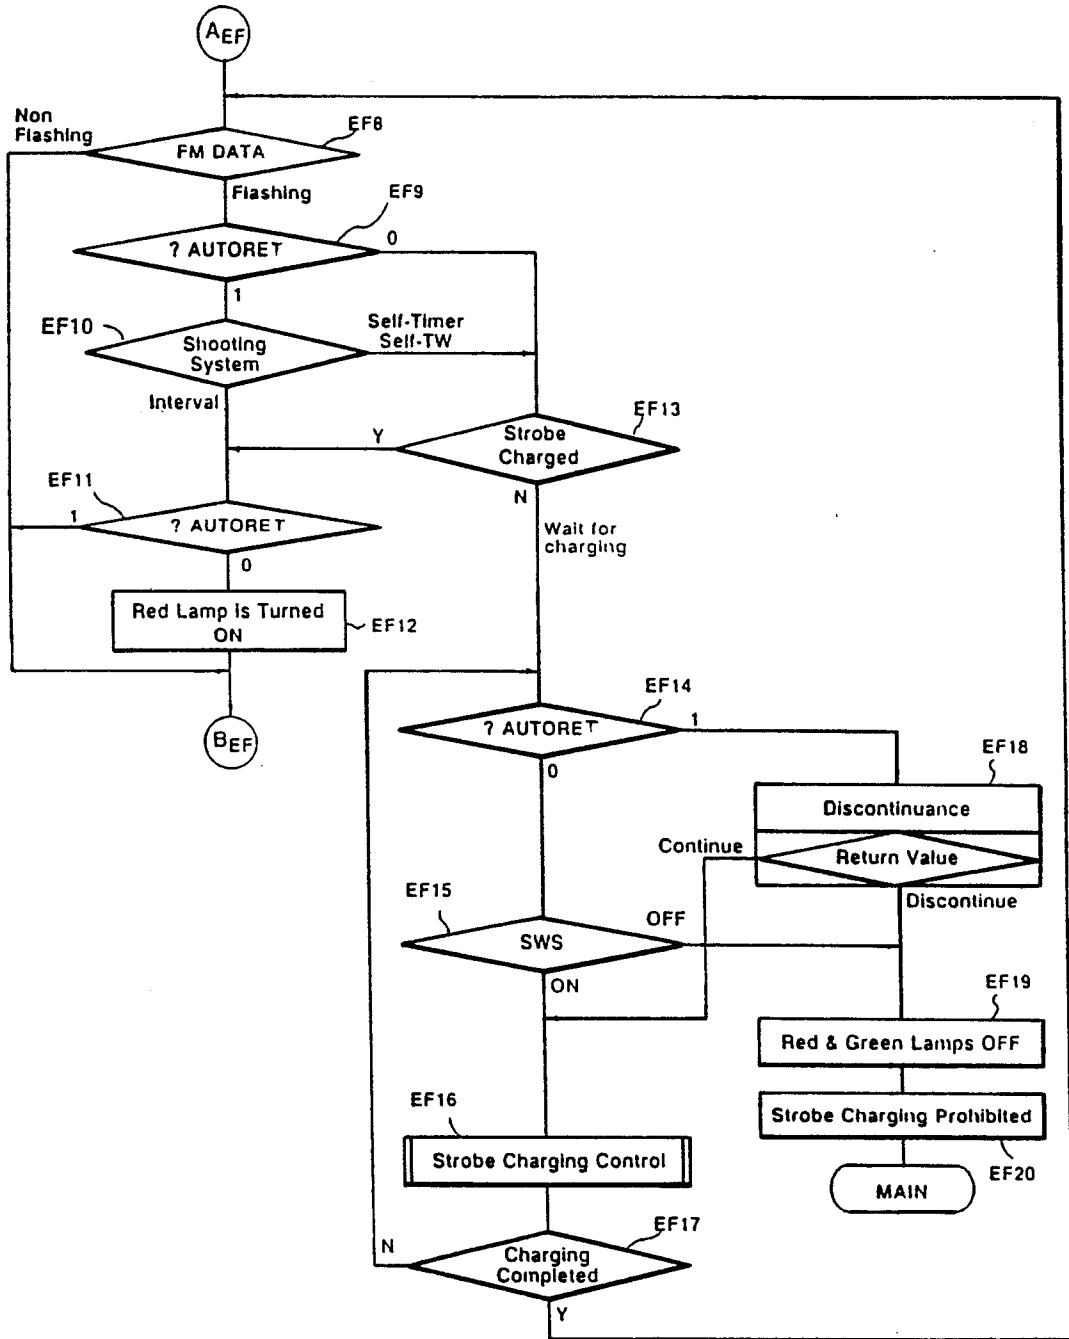 AEF
Non
Flashing
EF8
FM DATA
Flashing
EF9
? AUTORET
0
1
EF10
Shooting
System
Self-Timer
Self-TW
Interval
EF13
Strobe
Charged
Y
N
EF11
? AUTORET
1
0
Wait for
charging
Red Lamp is Turned
ON
EF12
BEF
EF14
? AUTORET
1
0
EF18
Discontinuance
Return Value
Continue
Discontinue
EF15
SWS
OFF
ON
EF19
Red & Green Lamps OFF
EF16
Strobe Charging Control
Strobe Charging Prohibited
EF20
MAIN
EF17
Charging
Completed
N
Y